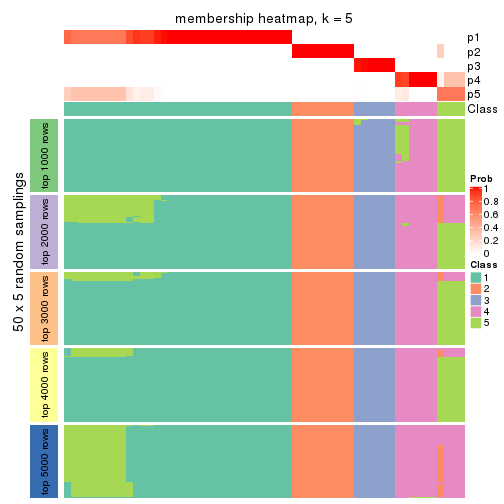 membership heatmap, k = 5
p1
p2
p3
p4
p5
Class
50 x 5 random samplings
top 1000 rows
top 2000 rows
top 3000 rows
top 4000 rows
top 5000 rows
Prob
1
0.8
0.6
0.4
0.2
0
Class
1
2
3
4
5